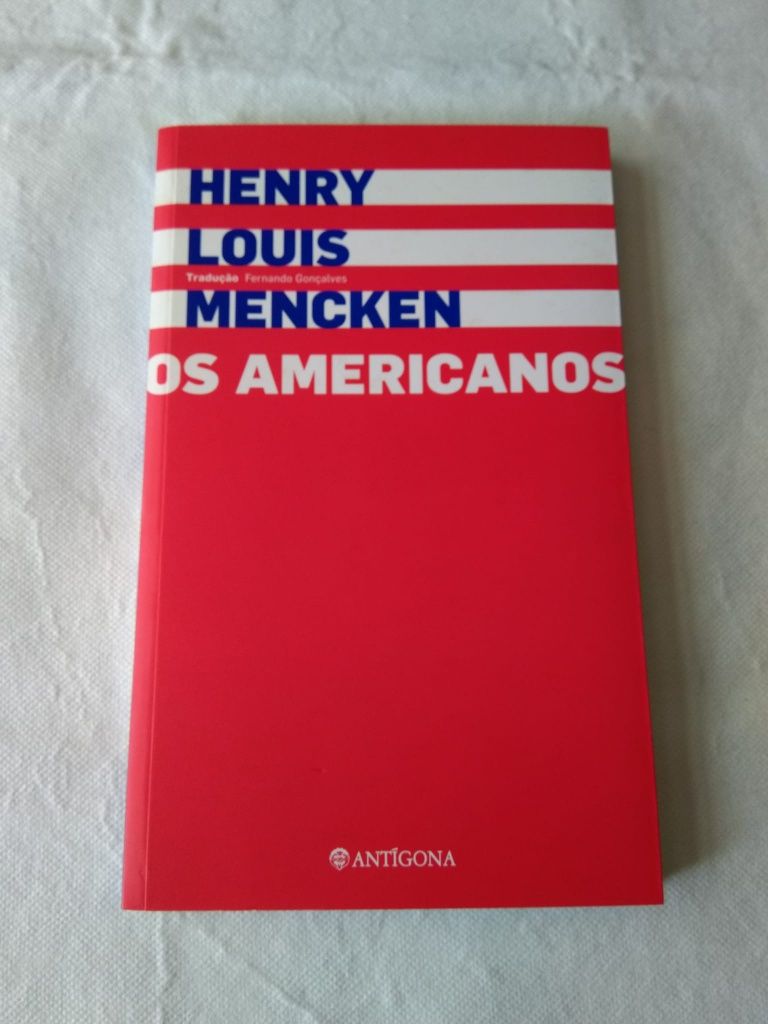 HENRY
LOUIS
Tradução Fernando Gonçalves
MENCKEN
OS AMERICANOS
ANTÍGONA